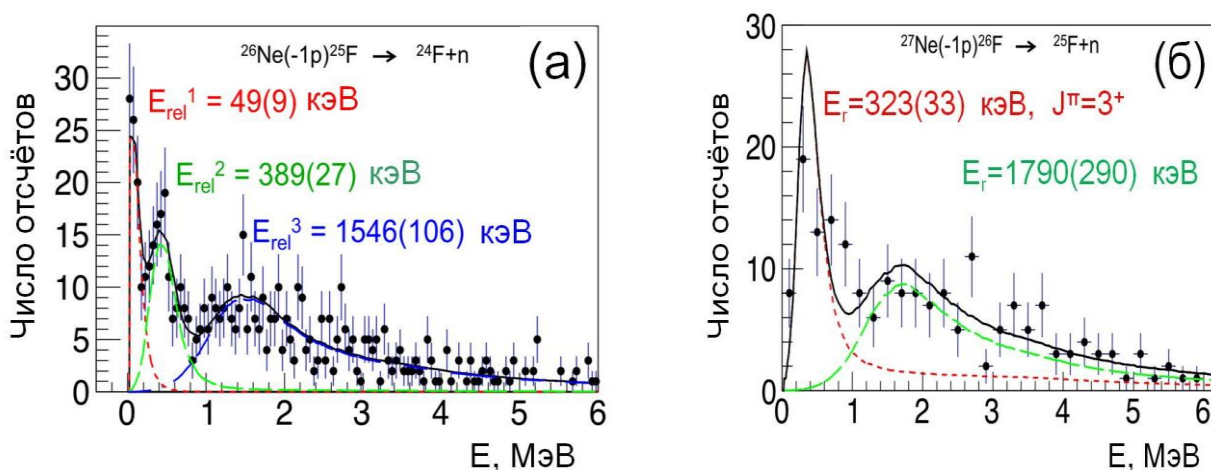 ²⁶Ne(-1p)²⁵F → ²⁴F+n
(а)
E_rel¹ = 49(9) кэВ
E_rel² = 389(27) кэВ
E_rel³ = 1546(106) кэВ
Число отсчётов
30
25
20
15
10
5
0
0 1 2 3 4 5 6
E, МэВ
²⁷Ne(-1p)²⁶F → ²⁵F+n
(б)
E_r=323(33) кэВ, J^π=3⁺
E_r=1790(290) кэВ
Число отсчётов
30
20
10
0
0 1 2 3 4 5 6
E, МэВ